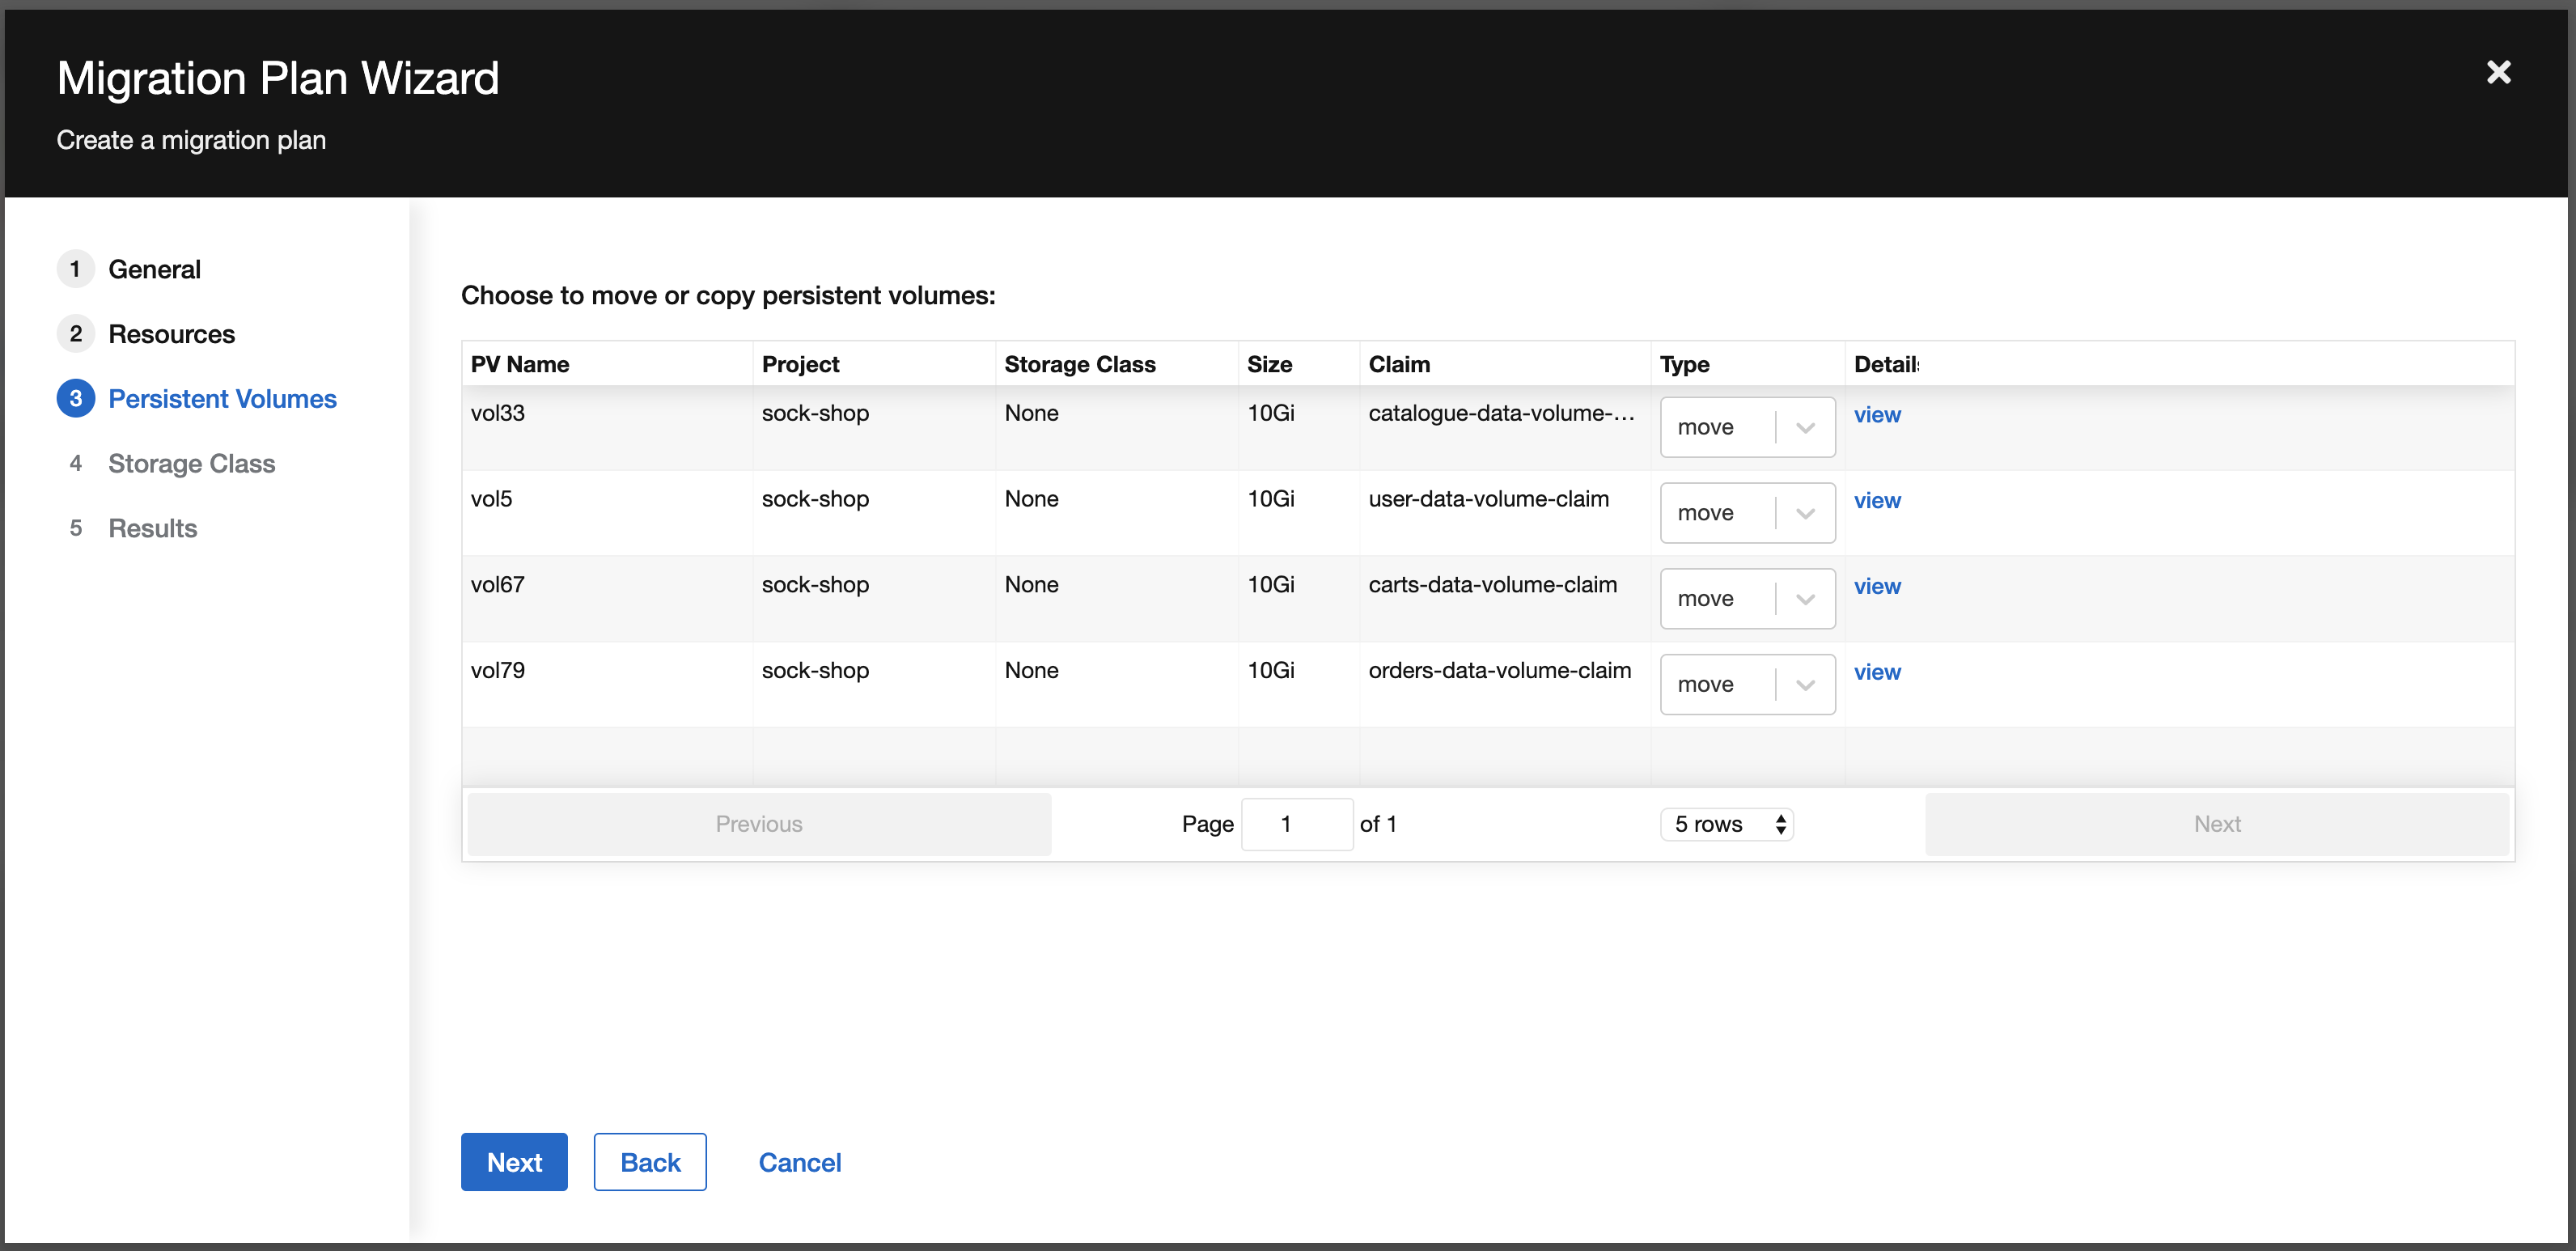 Migration Plan Wizard
Create a migration plan
1 General
2 Resources
3 Persistent Volumes
4 Storage Class
5 Results
Choose to move or copy persistent volumes:
PV Name Project Storage Class Size Claim Type Details
vol33 sock-shop None 10Gi catalogue-data-volume-... move view
vol5 sock-shop None 10Gi user-data-volume-claim move view
vol67 sock-shop None 10Gi carts-data-volume-claim move view
vol79 sock-shop None 10Gi orders-data-volume-claim move view
Previous Page 1 of 1 5 rows Next
Next Back Cancel